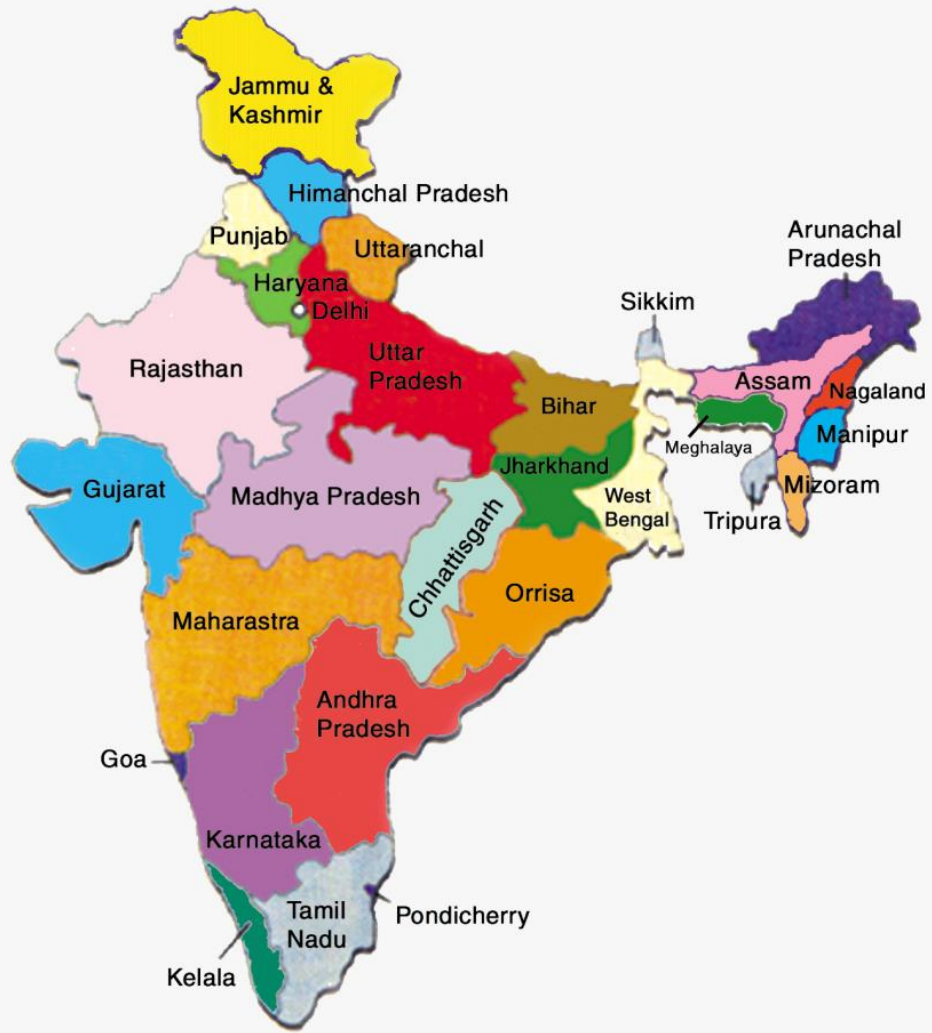 Jammu &
Kashmir
Himanchal Pradesh
Punjab
Uttaranchal
Arunachal
Pradesh
Haryana
Delhi
Sikkim
Rajasthan
Uttar
Pradesh
Assam
Nagaland
Bihar
Manipur
Meghalaya
Jharkhand
Gujarat
Madhya Pradesh
Mizoram
West
Bengal
Tripura
Chhattisgarh
Orrisa
Maharastra
Andhra
Pradesh
Goa
Karnataka
Tamil
Nadu
Pondicherry
Kelala